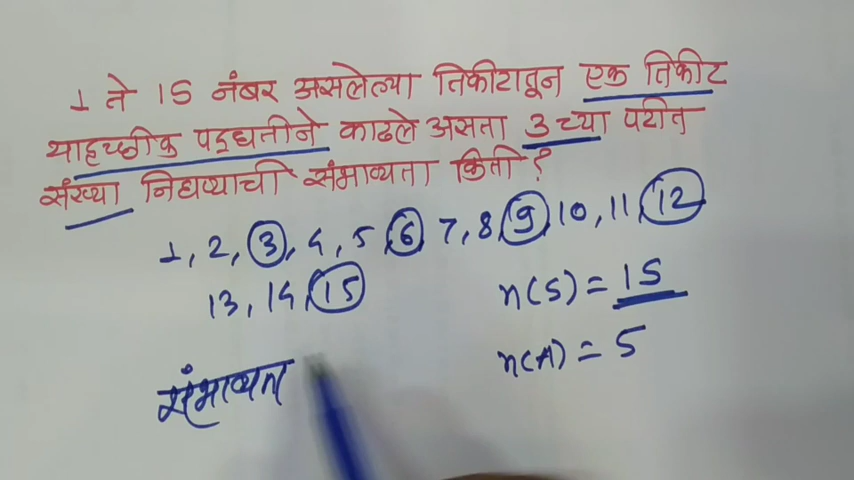 1 ते 15 नंबर असलेल्या तिकीटातून एक तिकीट
यादृच्छीक पद्धतीने काढले असता 3 च्या पटीत
संख्या निघण्याची संभाव्यता किती ?
1, 2, 3, 4, 5, 6, 7, 8, 9, 10, 11, 12
13, 14, 15
n(S) = 15
n(A) = 5
संभाव्यत